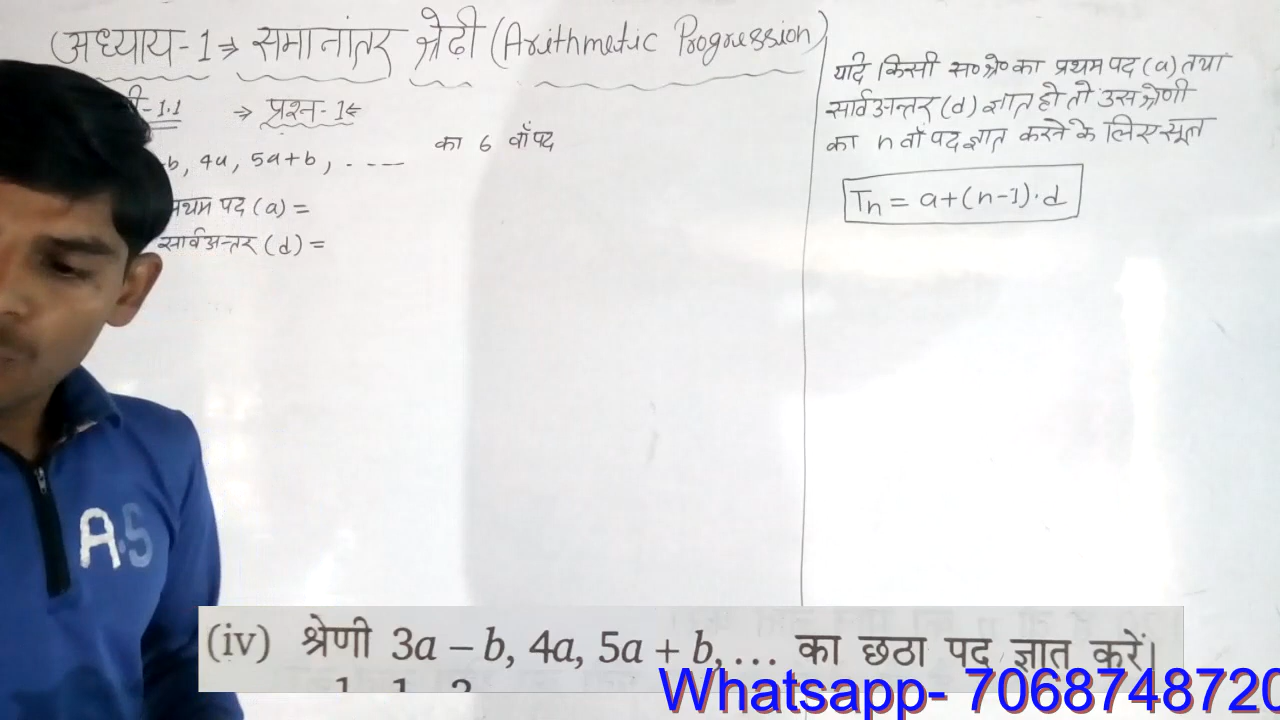 अध्याय-1⇒ समानांतर श्रेढ़ी (Arithmetic Progression)
-1.1 → प्रश्न-1
b, 4a, 5a+b, ---- का 6 वाँ पद
प्रथम पद (a) =
सार्वअन्तर (d) =
यदि किसी स०श्रे० का प्रथम पद (a) तथा
सार्वअन्तर (d) ज्ञात हो तो उस श्रेणी
का n वाँ पद ज्ञात करने के लिए सूत्र
Tn = a+(n-1)·d
A.S
(iv) श्रेणी 3a – b, 4a, 5a + b, ... का छठा पद ज्ञात करें।
Whatsapp- 7068748720